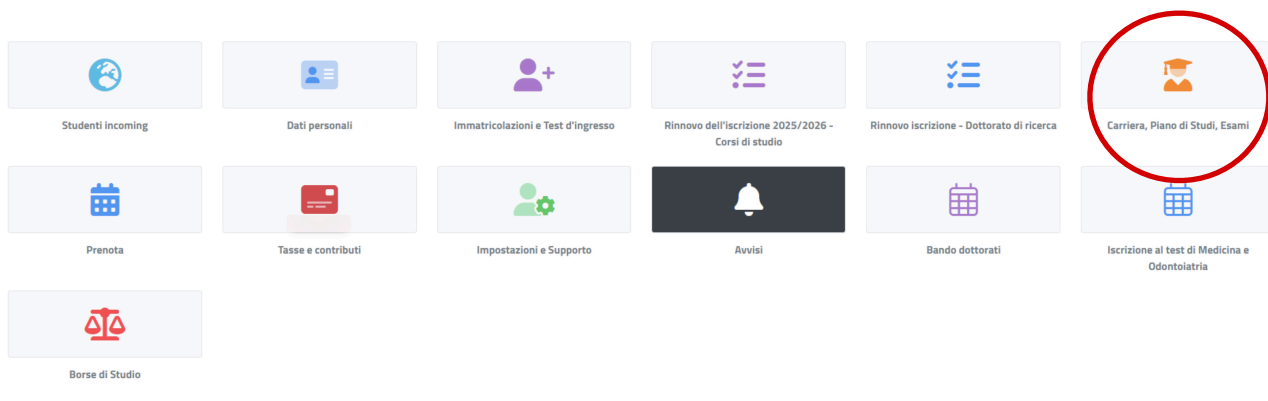 Studenti incoming
Dati personali
Immatricolazioni e Test d'ingresso
Rinnovo dell'iscrizione 2025/2026 -
Corsi di studio
Rinnovo iscrizione - Dottorato di ricerca
Carriera, Piano di Studi, Esami
Prenota
Tasse e contributi
Impostazioni e Supporto
Avvisi
Bando dottorati
Iscrizione al test di Medicina e
Odontoiatria
Borse di Studio